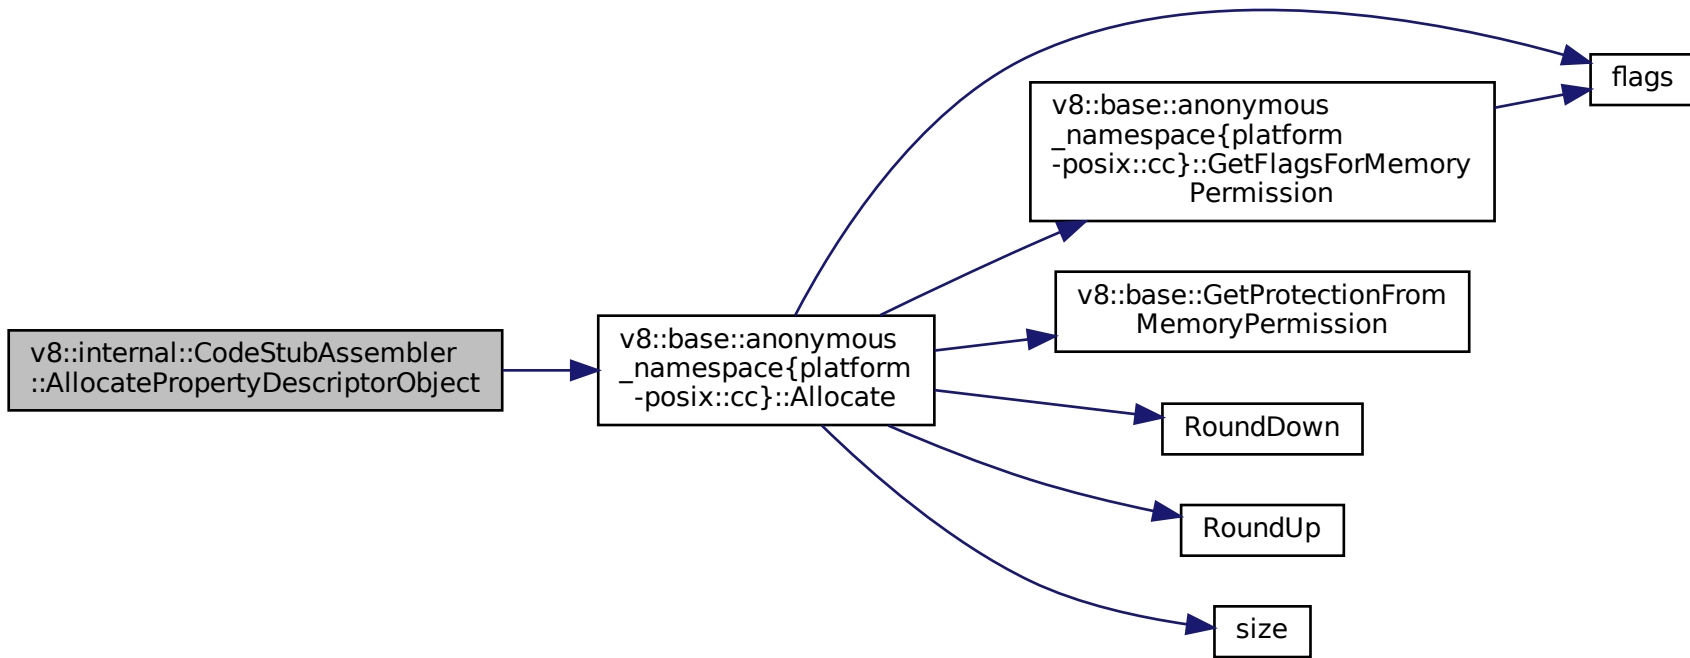 v8::internal::CodeStubAssembler
::AllocatePropertyDescriptorObject
v8::base::anonymous
_namespace{platform
-posix::cc}::Allocate
flags
v8::base::anonymous
_namespace{platform
-posix::cc}::GetFlagsForMemory
Permission
v8::base::GetProtectionFrom
MemoryPermission
RoundDown
RoundUp
size